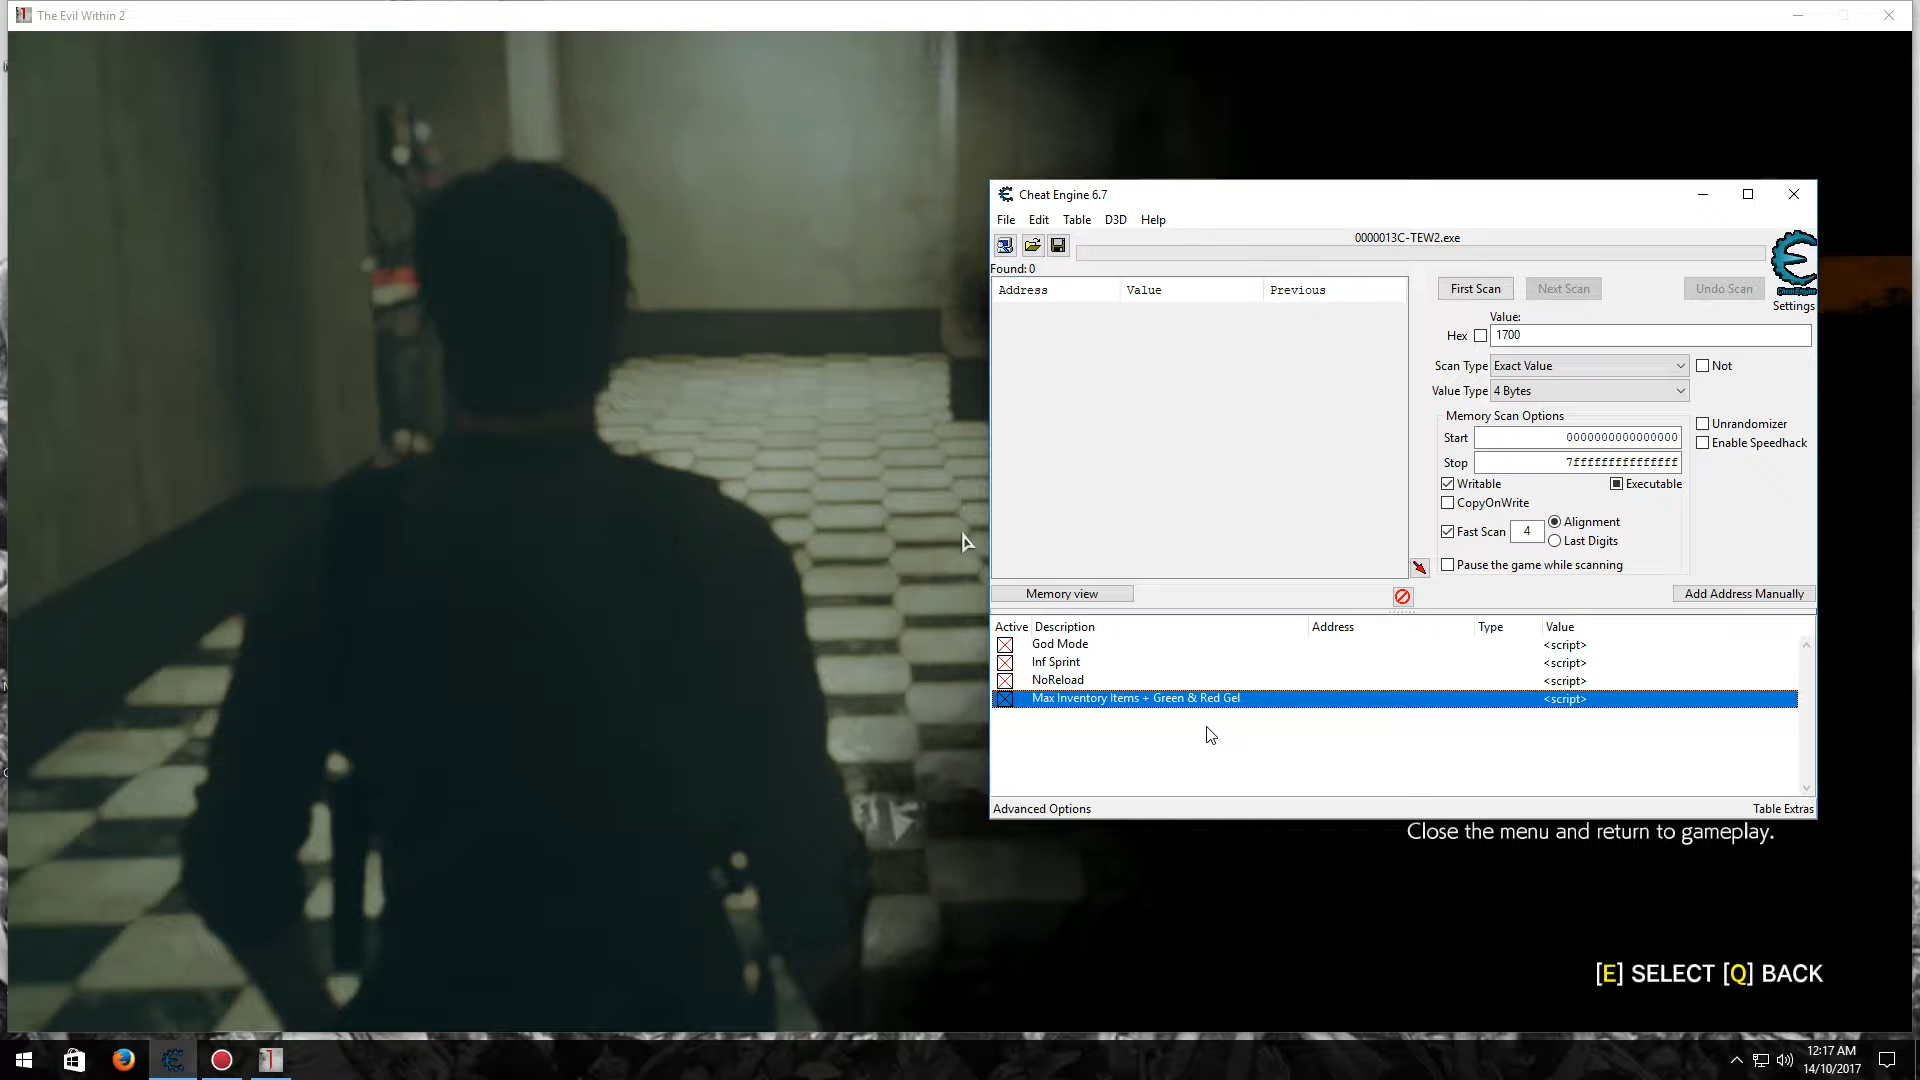 The Evil Within 2
Cheat Engine 6.7
File Edit Table D3D Help
0000013C-TEW2.exe
Found: 0
Address Value Previous
First Scan Next Scan Undo Scan
Settings
Value:
Hex 1700
Scan Type Exact Value Not
Value Type 4 Bytes
Memory Scan Options
Start 0000000000000000
Stop 7fffffffffffffff
Unrandomizer
Enable Speedhack
Writable Executable
CopyOnWrite
Fast Scan 4 Alignment
Last Digits
Pause the game while scanning
Memory view Add Address Manually
Active Description Address Type Value
God Mode <script>
Inf Sprint <script>
NoReload <script>
Max Inventory Items + Green & Red Gel <script>
Advanced Options Table Extras
Close the menu and return to gameplay.
[E] SELECT [Q] BACK
12:17 AM
14/10/2017